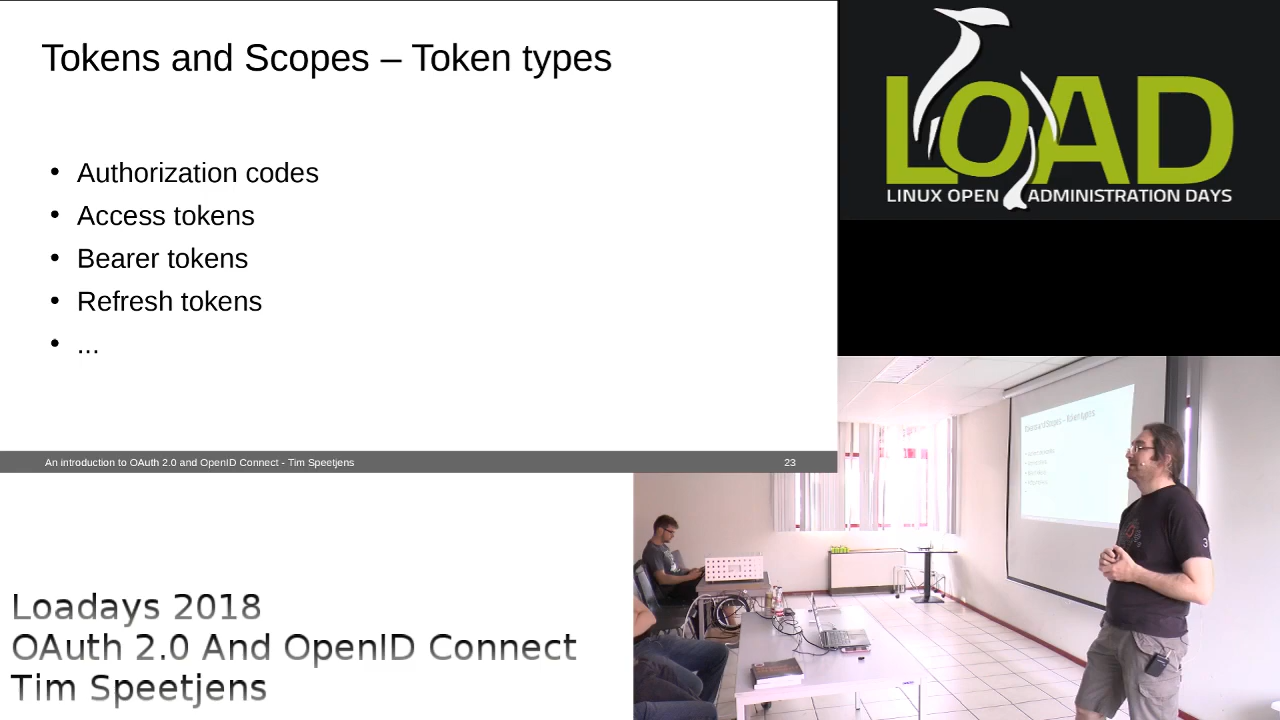 Tokens and Scopes – Token types
• Authorization codes
• Access tokens
• Bearer tokens
• Refresh tokens
• ...
An introduction to OAuth 2.0 and OpenID Connect - Tim Speetjens
23
LOAD
LINUX OPEN ADMINISTRATION DAYS
Loadays 2018
OAuth 2.0 And OpenID Connect
Tim Speetjens